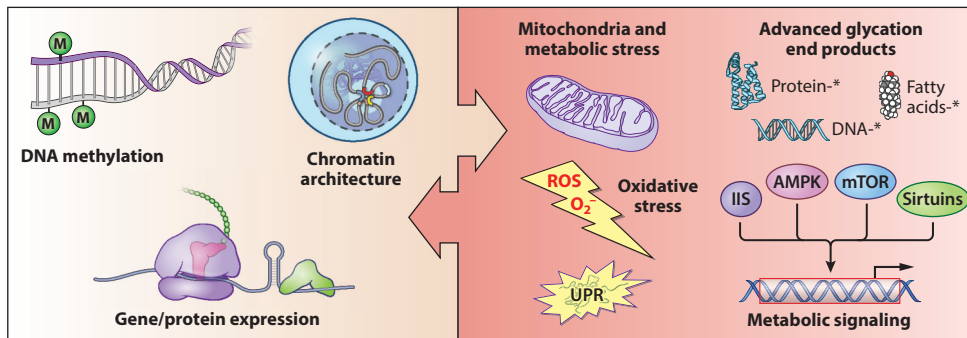 M
M
M
DNA methylation
Chromatin
architecture
Gene/protein expression
Mitochondria and
metabolic stress
ROS
O₂⁻
Oxidative
stress
UPR
Advanced glycation
end products
Protein-*
Fatty
acids-*
DNA-*
IIS
AMPK
mTOR
Sirtuins
Metabolic signaling